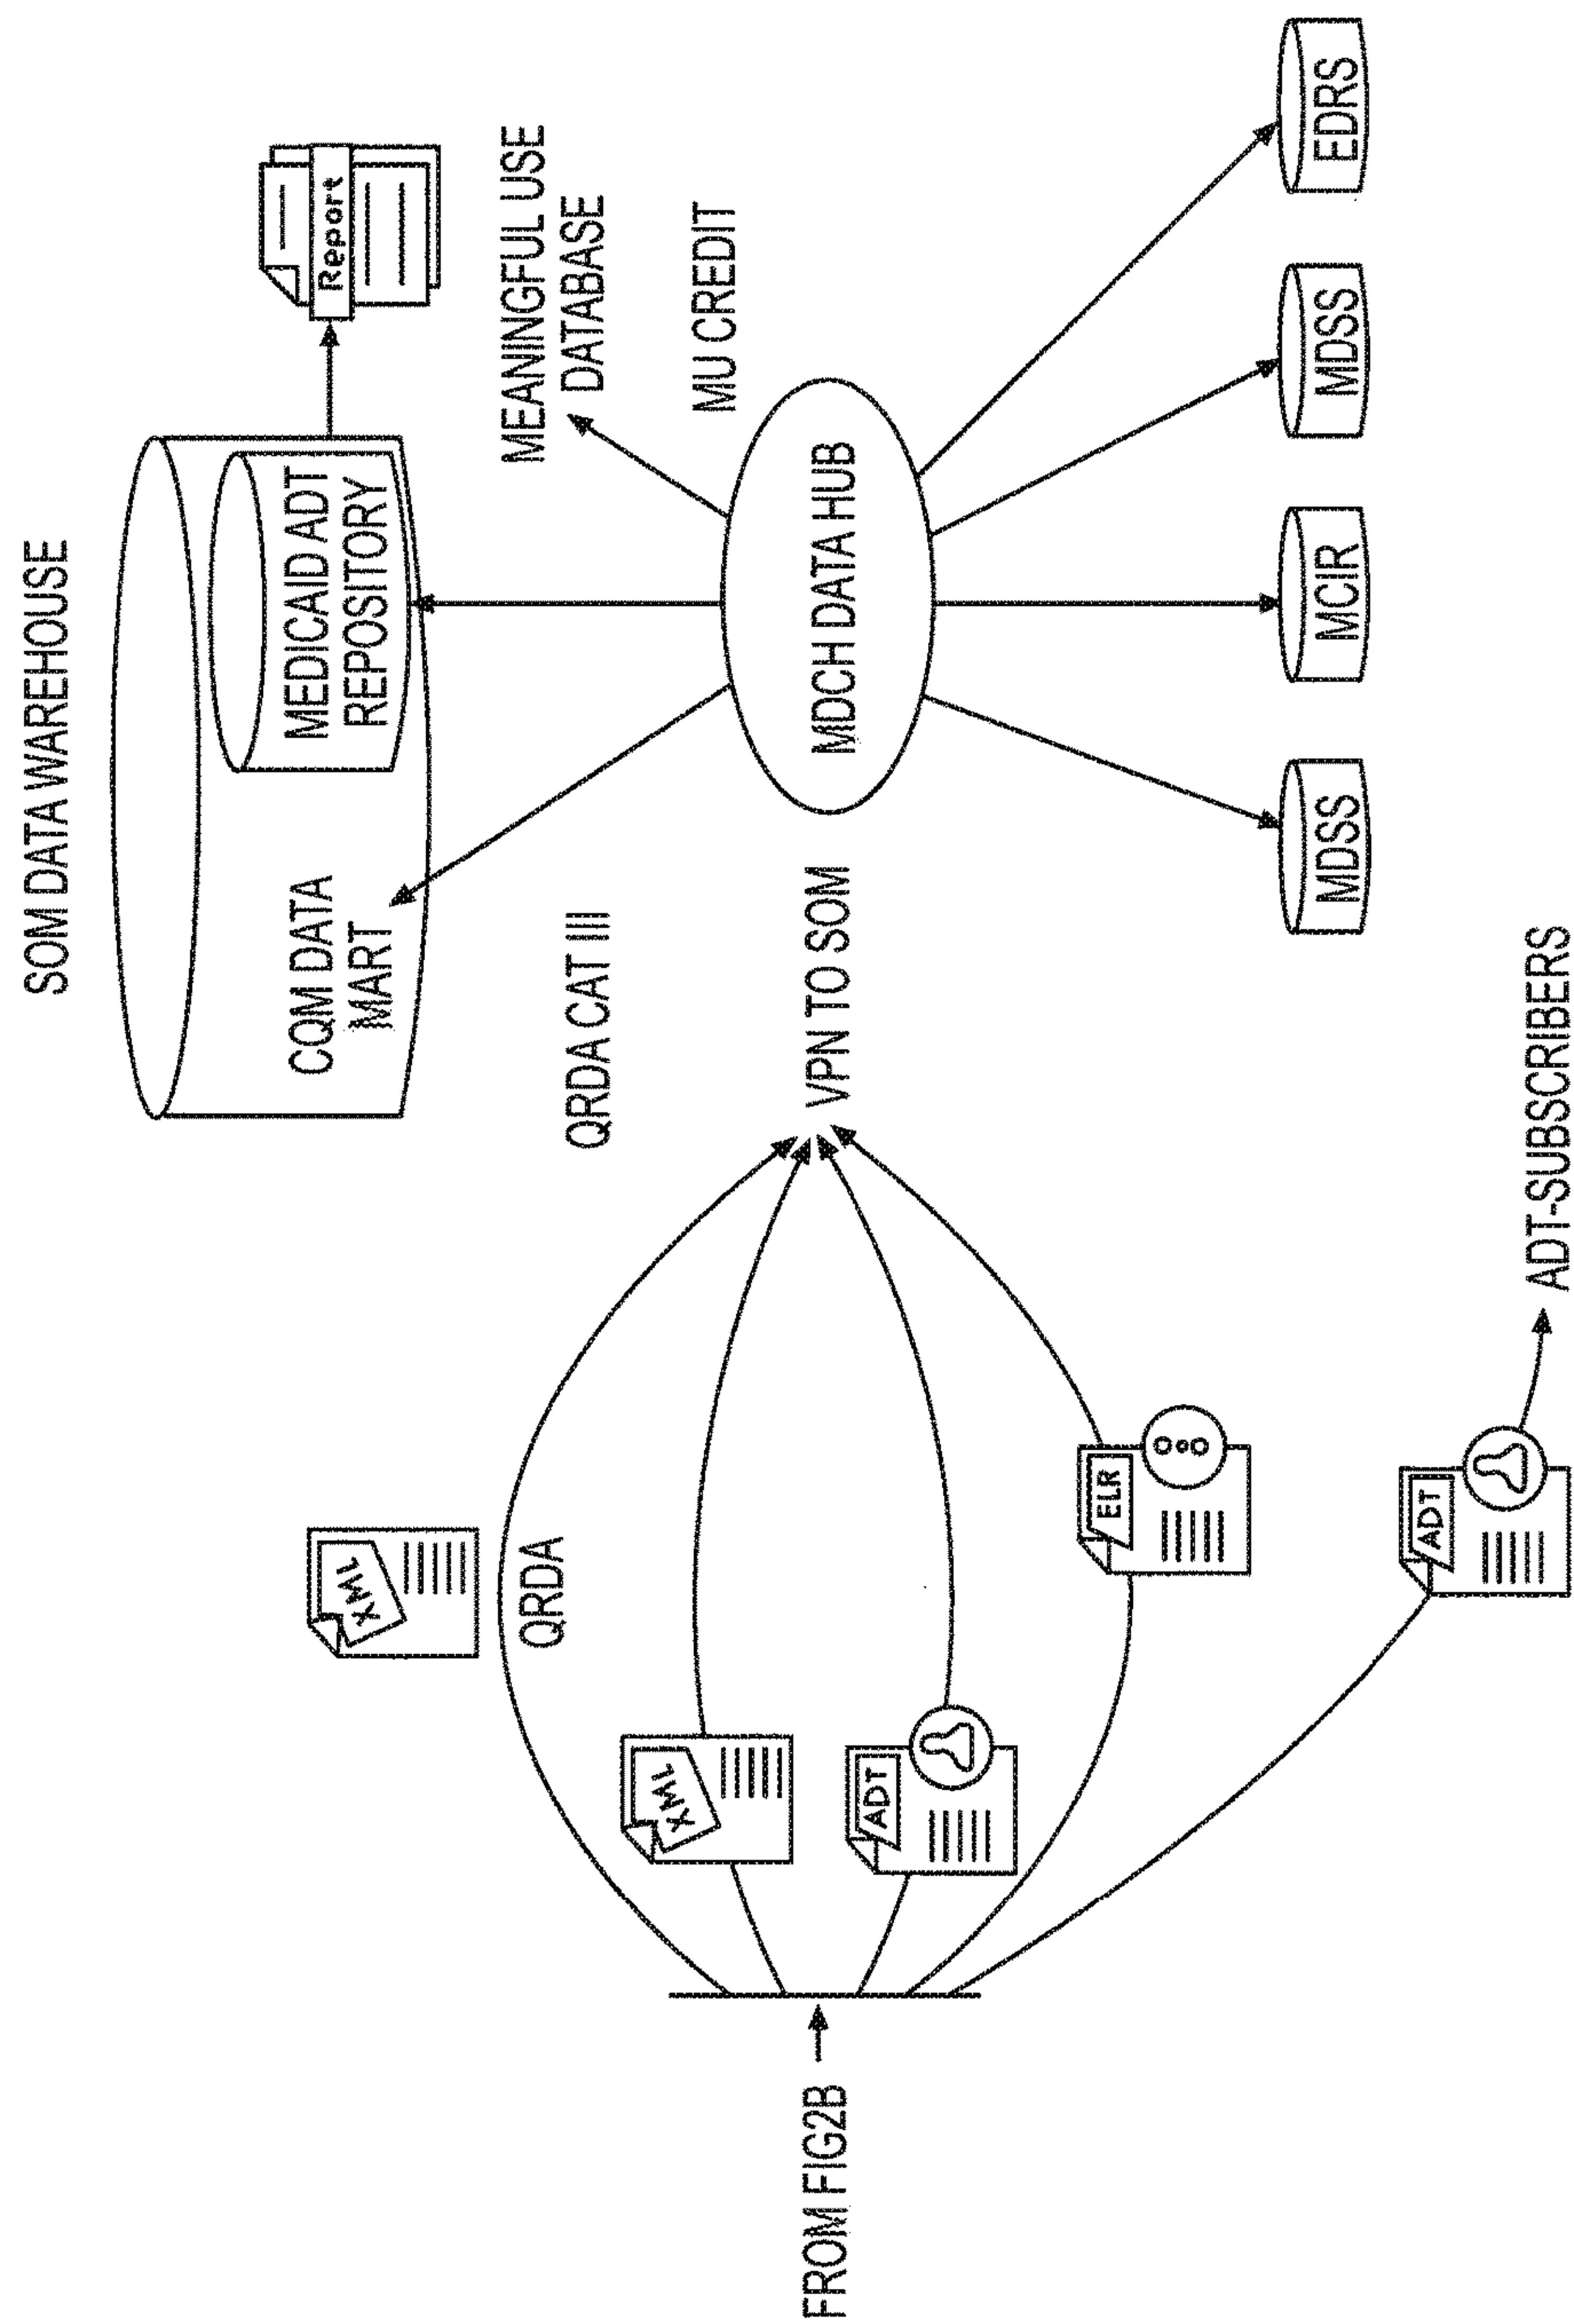 SOM DATA WAREHOUSE
CQM DATA
MART
MEDICAID ADT
REPOSITORY
Report
QRDA CAT III
MEANINGFUL USE
DATABASE
MU CREDIT
XML
QRDA
XML
FROM FIG2B
VPN TO SOM
MDCH DATA HUB
ADT
ELR
MDSS
MCIR
MDSS
EDRS
ADT
ADT-SUBSCRIBERS